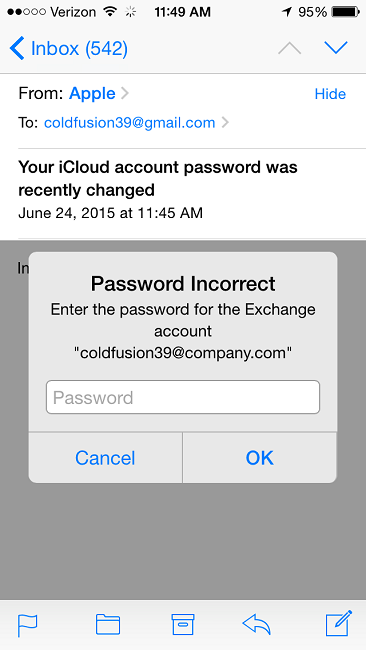 Verizon 11:49 AM 95%
Inbox (542)
From: Apple Hide
To: coldfusion39@gmail.com
Your iCloud account password was
recently changed
June 24, 2015 at 11:45 AM
In
Password Incorrect
Enter the password for the Exchange
account
"coldfusion39@company.com"
Password
Cancel OK